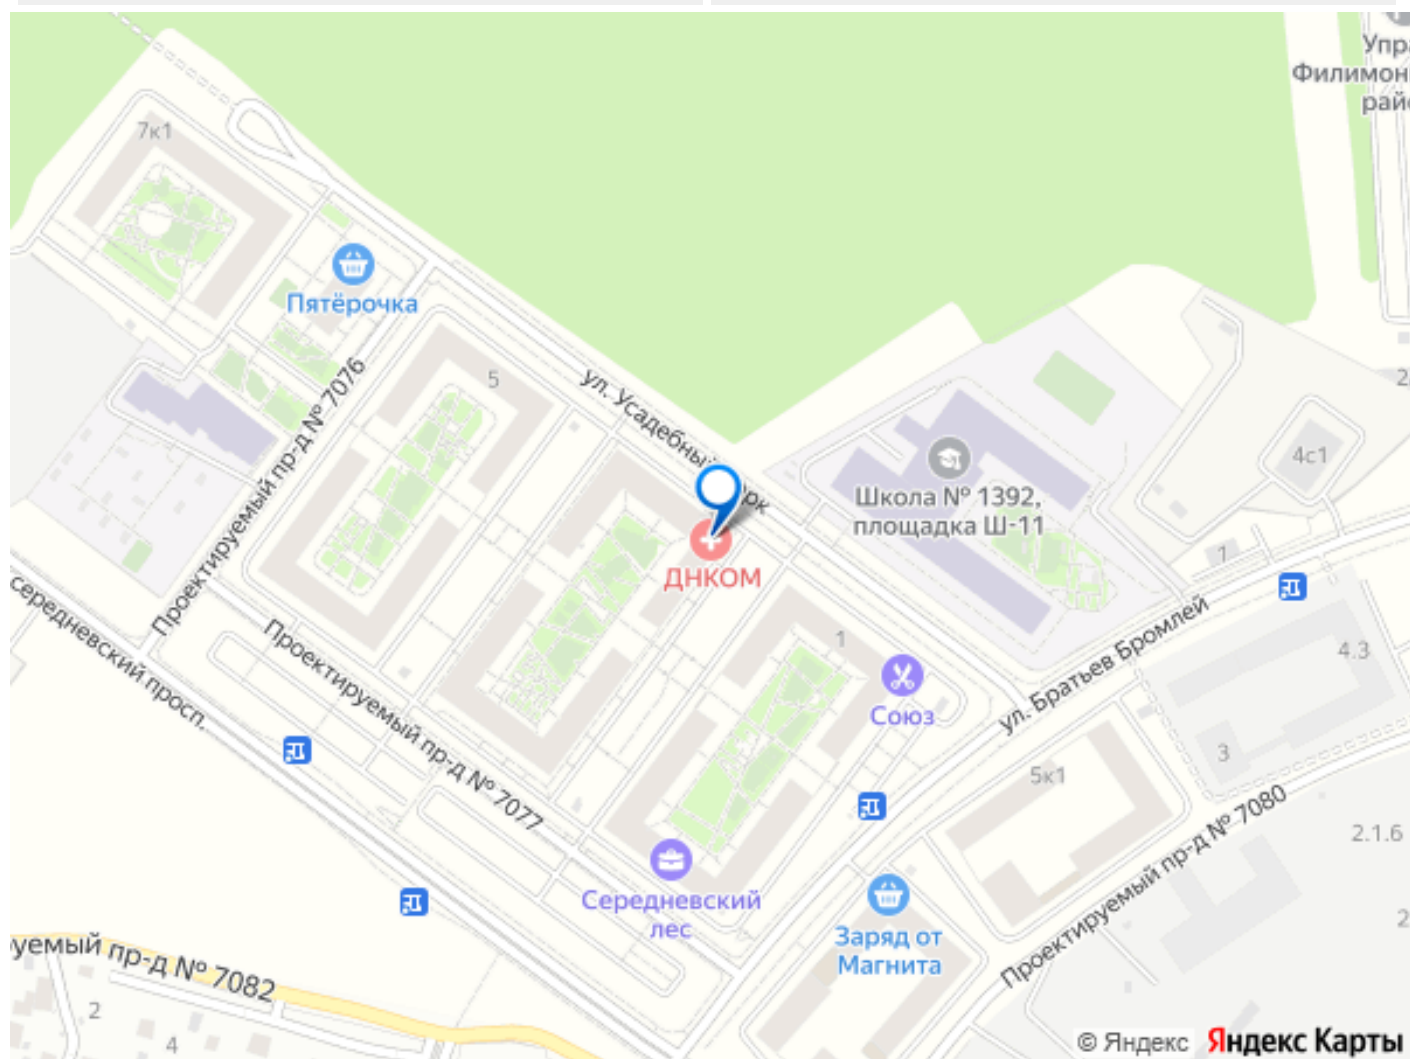 Упра
Филимон
райо
7к1
Пятёрочка
5
ул. Усадебный парк
Проектируемый пр-д № 7076
Школа № 1392,
площадка Ш-11
4с1
ДНКОМ
1
1
ул. Братьев Бромлей
4.3
середневский просп.
Проектируемый пр-д № 7077
Союз
3
5к1
Проектируемый пр-д № 7080
2.1.6
Середневский
лес
Заряд от
Магнита
2
уемый пр-д № 7082
2
4
© Яндекс Яндекс Карты